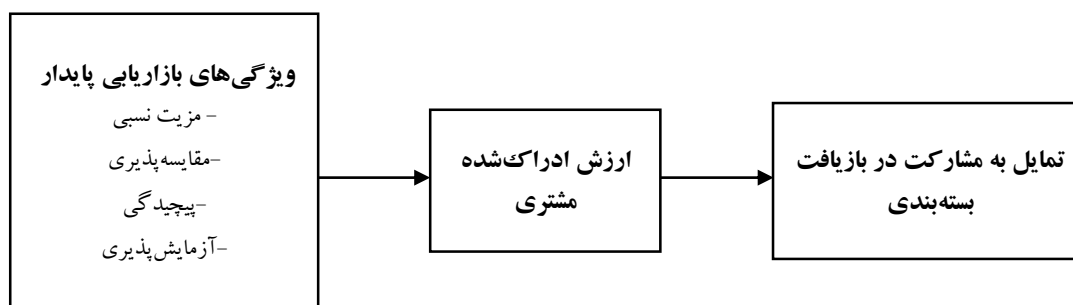 ویژگی‌های بازاریابی پایدار
- مزیت نسبی
-مقایسه‌پذیری
-پیچیدگی
-آزمایش‌پذیری
ارزش ادراک‌شده
مشتری
تمایل به مشارکت در بازیافت
بسته‌بندی